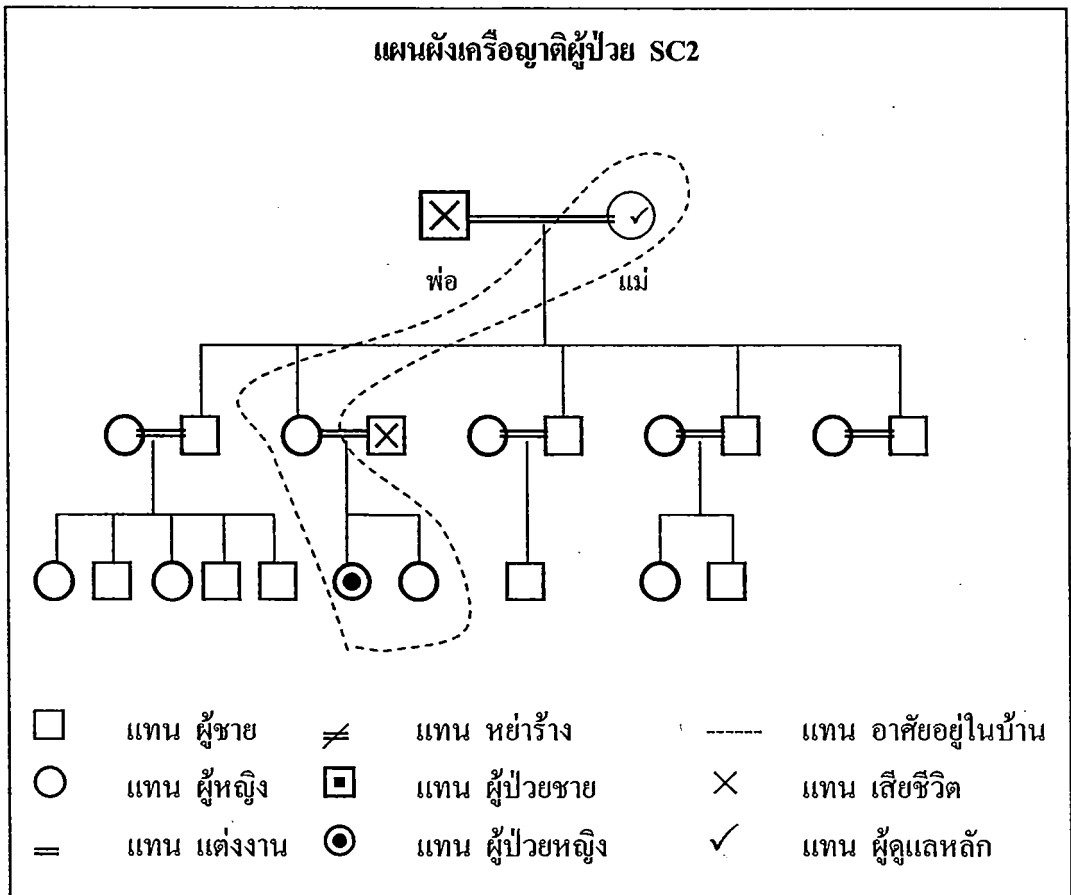 แผนผังเครือญาติผู้ป่วย SC2
พ่อ แม่
แทน ผู้ชาย แทน หย่าร้าง แทน อาศัยอยู่ในบ้าน
แทน ผู้หญิง แทน ผู้ป่วยชาย แทน เสียชีวิต
แทน แต่งงาน แทน ผู้ป่วยหญิง แทน ผู้ดูแลหลัก